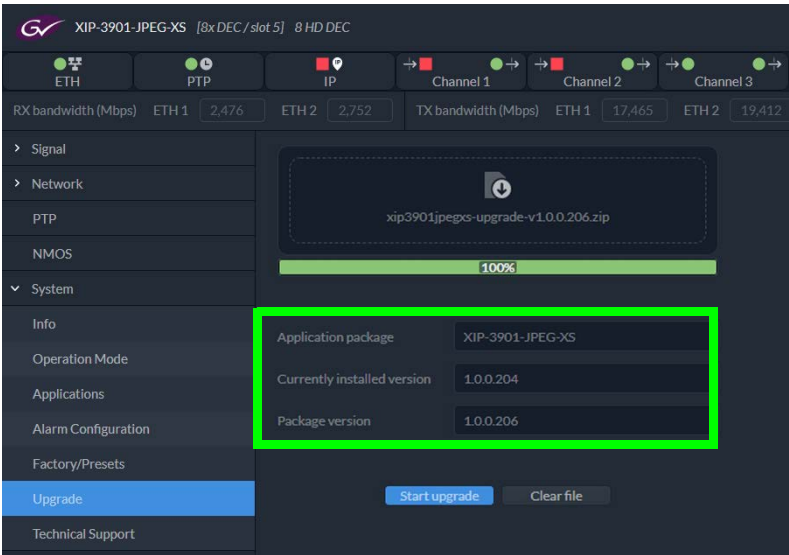 GV XIP-3901-JPEG-XS [8x DEC / slot 5] 8 HD DEC
ETH PTP IP Channel 1 Channel 2 Channel 3
RX bandwidth (Mbps) ETH 1 2,476 ETH 2 2,752 TX bandwidth (Mbps) ETH 1 17,465 ETH 2 19,412
Signal
Network
PTP
NMOS
System
Info
Operation Mode
Applications
Alarm Configuration
Factory/Presets
Upgrade
Technical Support
xip3901jpegxs-upgrade-v1.0.0.206.zip
100%
Application package XIP-3901-JPEG-XS
Currently installed version 1.0.0.204
Package version 1.0.0.206
Start upgrade Clear file